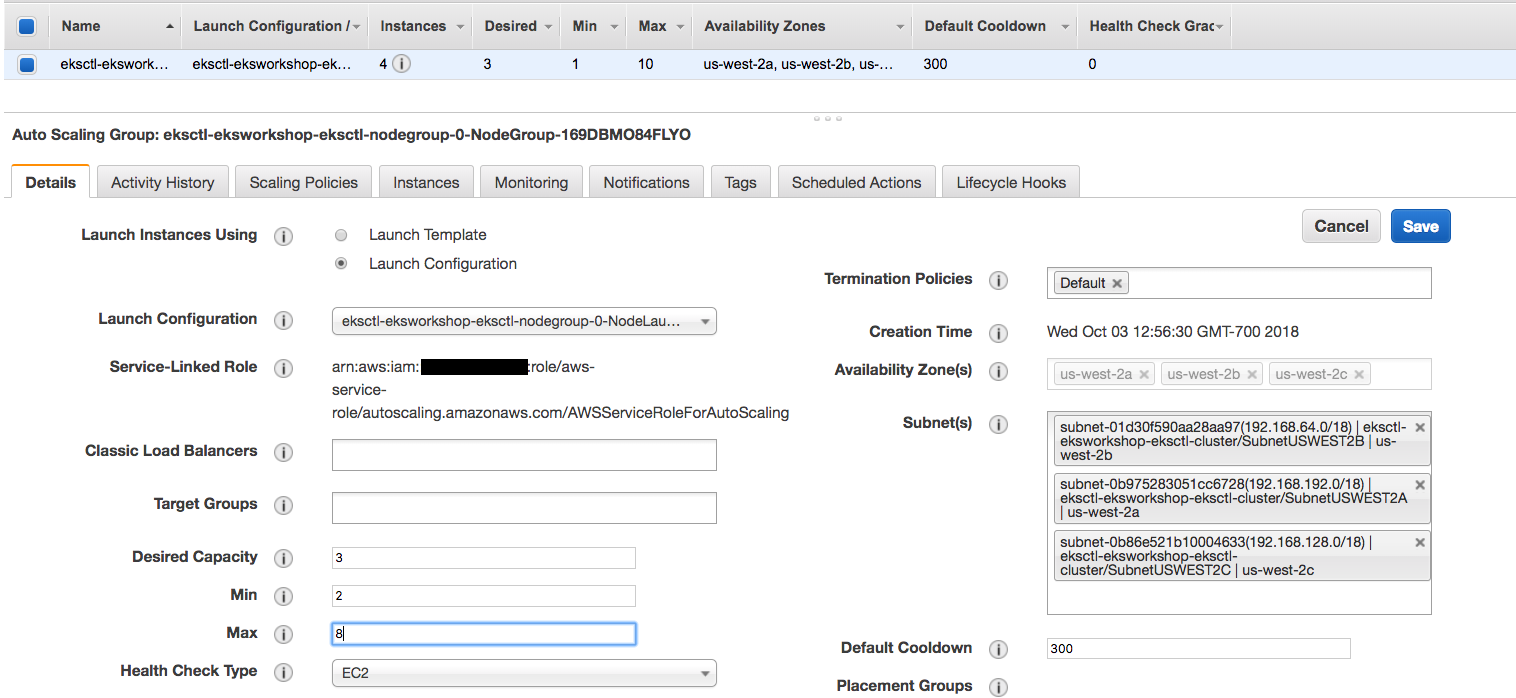 Name Launch Configuration / Instances Desired Min Max Availability Zones Default Cooldown Health Check Grac
eksctl-ekswork... eksctl-eksworkshop-ek... 4 3 1 10 us-west-2a, us-west-2b, us-... 300 0
Auto Scaling Group: eksctl-eksworkshop-eksctl-nodegroup-0-NodeGroup-169DBMO84FLYO
Details Activity History Scaling Policies Instances Monitoring Notifications Tags Scheduled Actions Lifecycle Hooks
Cancel Save
Launch Instances Using Launch Template
Launch Configuration
Launch Configuration eksctl-eksworkshop-eksctl-nodegroup-0-NodeLau...
Service-Linked Role arn:aws:iam: :role/aws-
service-
role/autoscaling.amazonaws.com/AWSServiceRoleForAutoScaling
Classic Load Balancers
Target Groups
Desired Capacity 3
Min 2
Max 8
Health Check Type EC2
Termination Policies Default
Creation Time Wed Oct 03 12:56:30 GMT-700 2018
Availability Zone(s) us-west-2a us-west-2b us-west-2c
Subnet(s) subnet-01d30f590aa28aa97(192.168.64.0/18) | eksctl-
eksworkshop-eksctl-cluster/SubnetUSWEST2B | us-
west-2b
subnet-0b975283051cc6728(192.168.192.0/18) |
eksctl-eksworkshop-eksctl-cluster/SubnetUSWEST2A
| us-west-2a
subnet-0b86e521b10004633(192.168.128.0/18) |
eksctl-eksworkshop-eksctl-
cluster/SubnetUSWEST2C | us-west-2c
Default Cooldown 300
Placement Groups